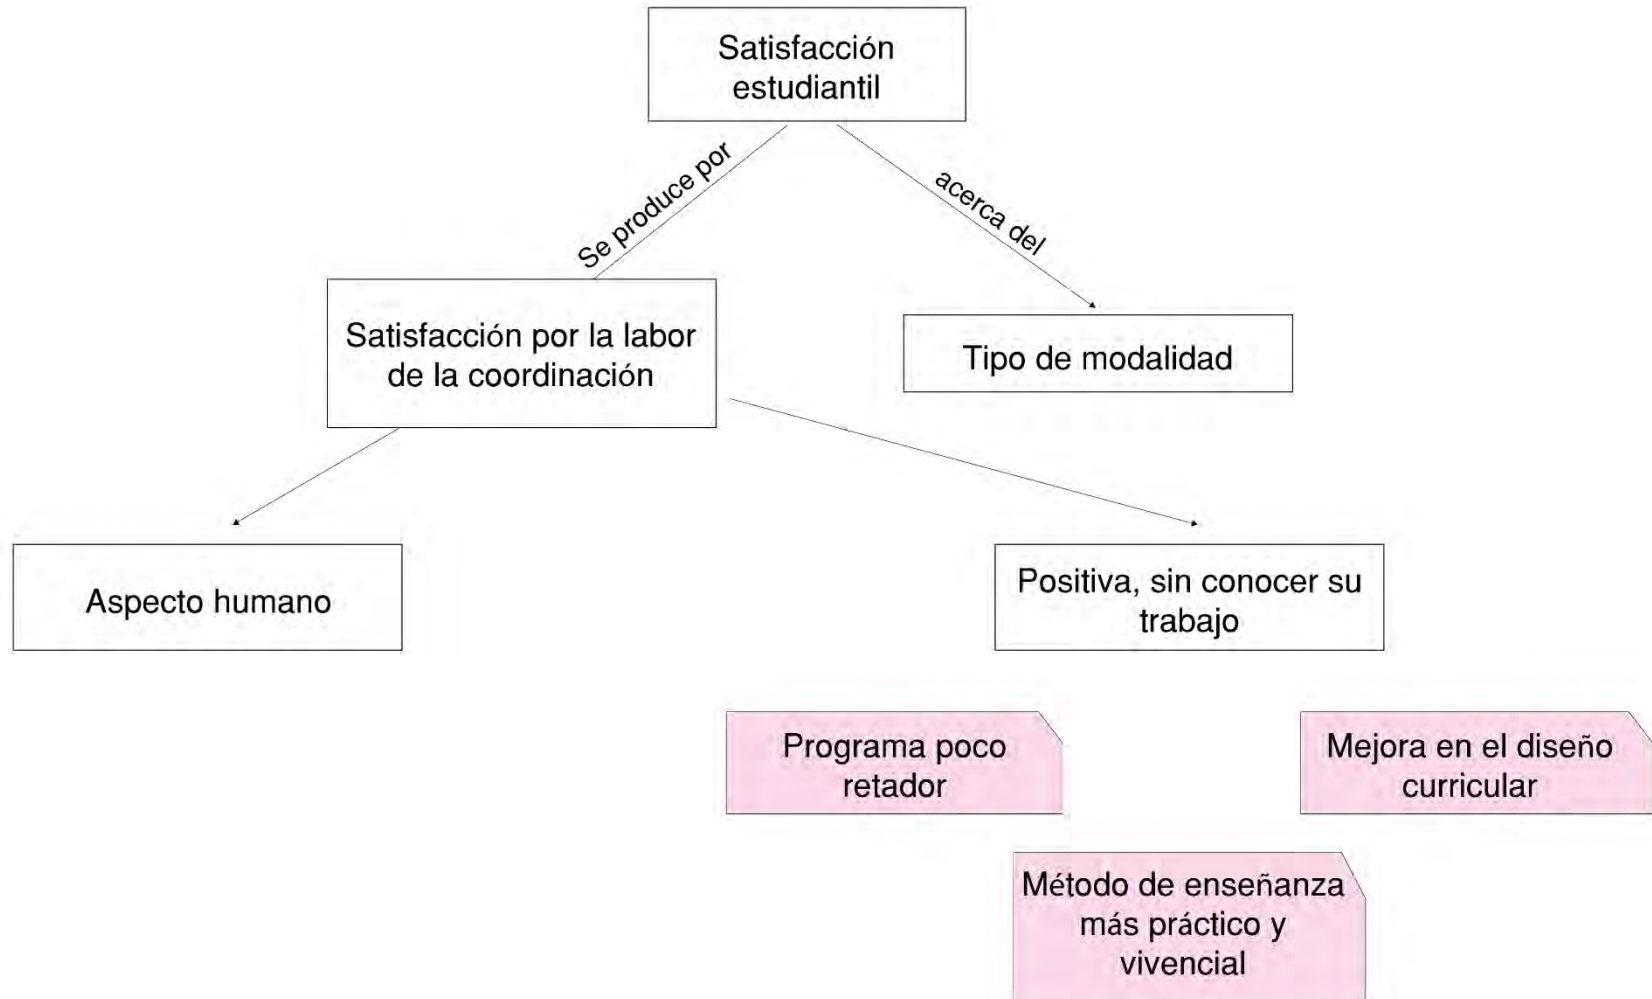 Satisfacción
estudiantil
Se produce por
acerca del
Satisfacción por la labor
de la coordinación
Tipo de modalidad
Aspecto humano
Positiva, sin conocer su
trabajo
Programa poco
retador
Mejora en el diseño
curricular
Método de enseñanza
más práctico y
vivencial